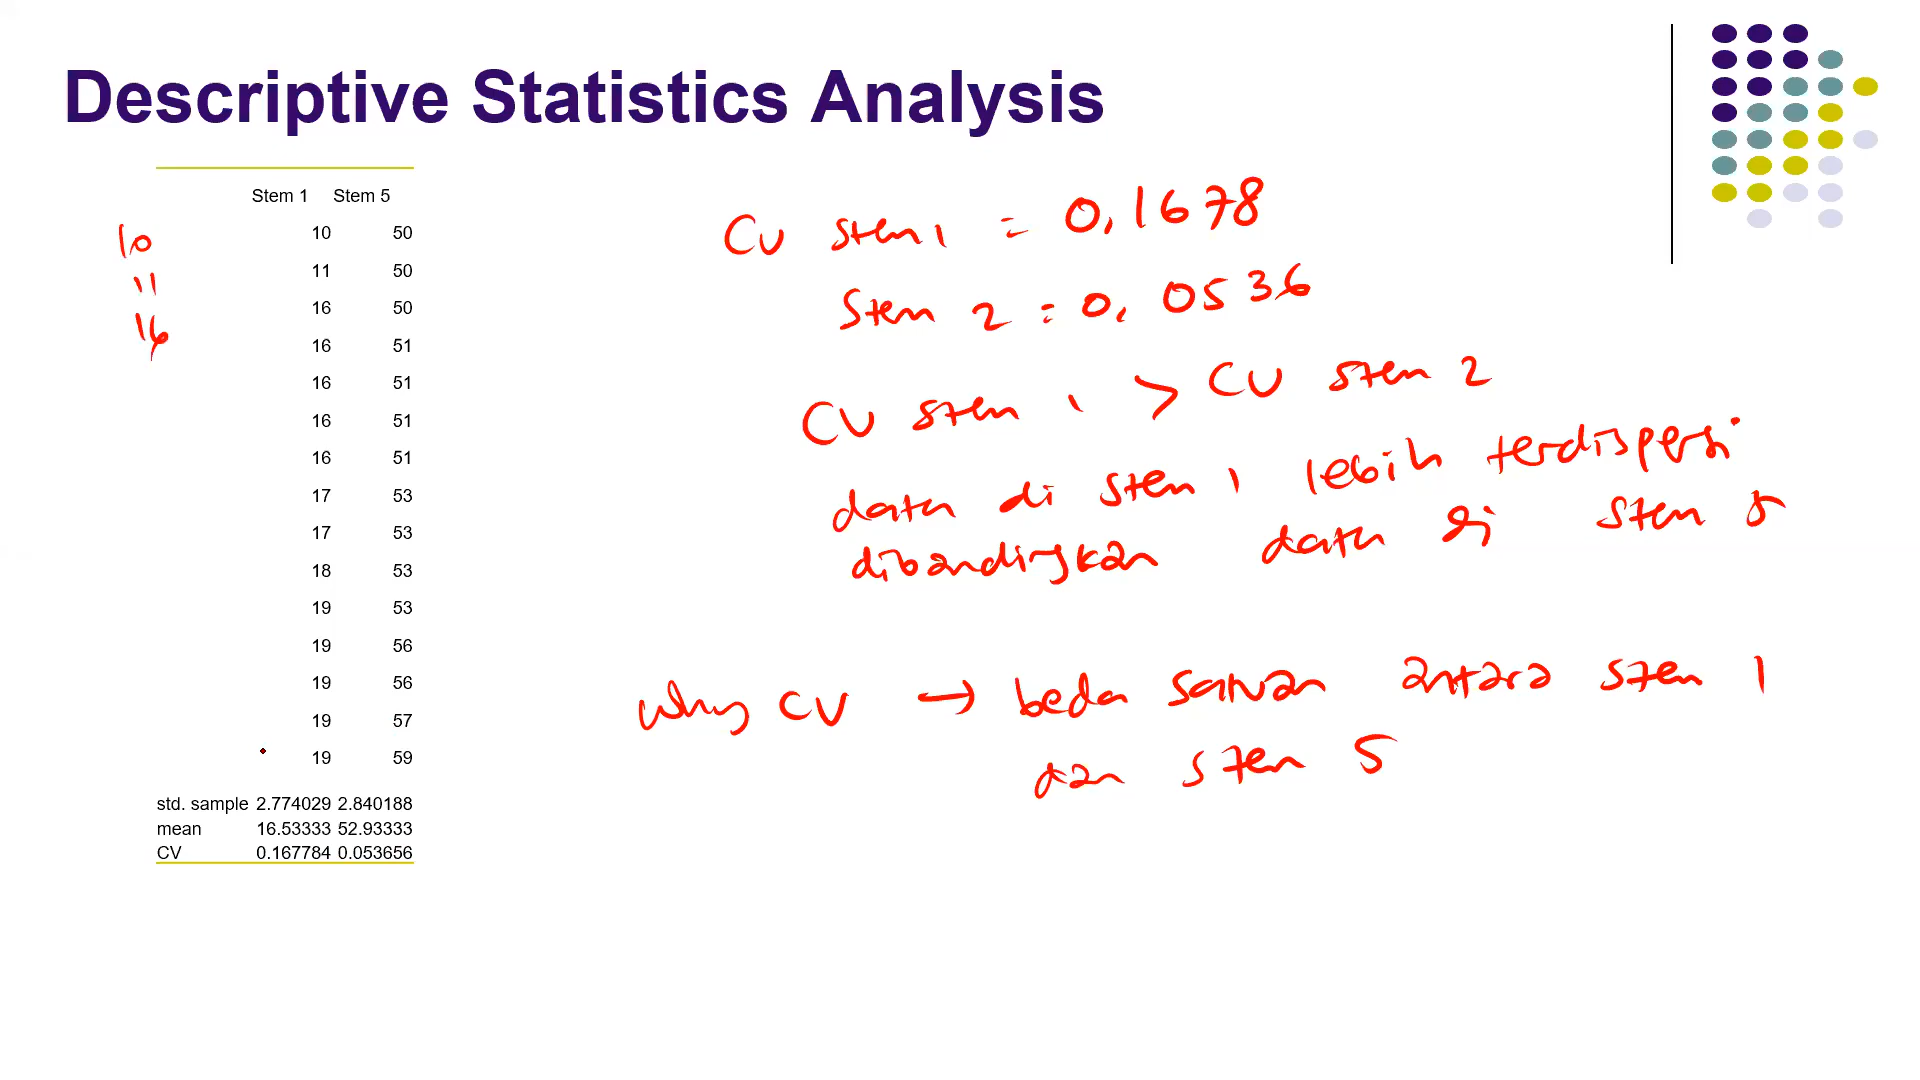 Descriptive Statistics Analysis
Stem 1 Stem 5
10 50
11 50
16 50
16 51
16 51
16 51
16 51
17 53
17 53
18 53
19 53
19 56
19 56
19 57
19 59
std. sample 2.774029 2.840188
mean 16.53333 52.93333
CV 0.167784 0.053656
10
11
16
CV stem 1 = 0,1678
Stem 2 = 0,0536
CV stem 1 > CV stem 2
data di stem 1 lebih terdispersi
dibandingkan data di stem 5
why CV → beda satuan antara stem 1
dan stem 5